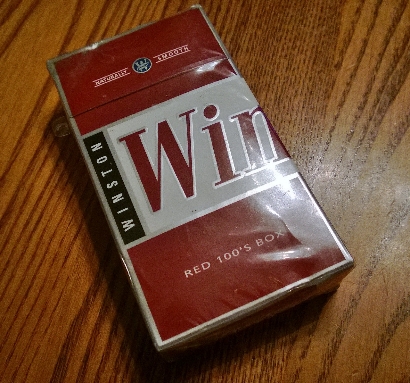 NATURALLY SMOOTH
WINSTON
Win
RED 100'S BOX